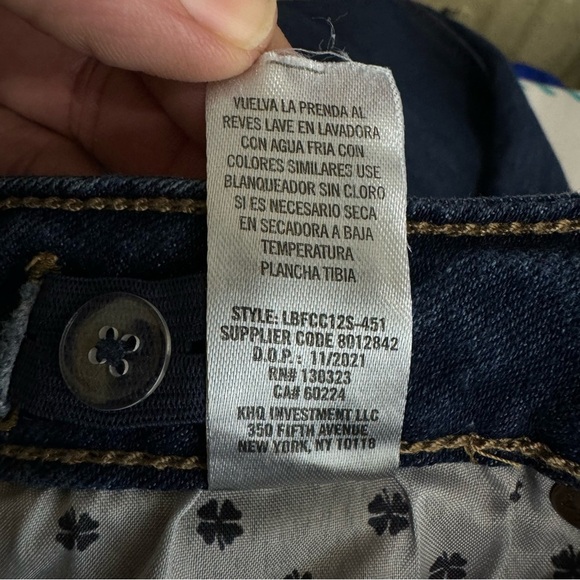 VUELVA LA PRENDA AL
REVES LAVE EN LAVADORA
CON AGUA FRIA CON
COLORES SIMILARES USE
BLANQUEADOR SIN CLORO
SI ES NECESARIO SECA
EN SECADORA A BAJA
TEMPERATURA
PLANCHA TIBIA
STYLE: LBFCC12S-451
SUPPLIER CODE 8012842
D.O.P.: 11/2021
RN# 130323
CA# 60224
KHQ INVESTMENT LLC
350 FIFTH AVENUE
NEW YORK, NY 10118